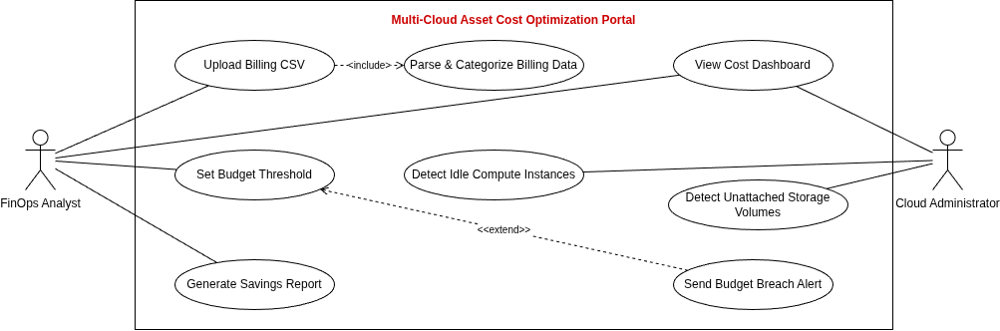 Multi-Cloud Asset Cost Optimization Portal
Upload Billing CSV
<include>
Parse & Categorize Billing Data
View Cost Dashboard
FinOps Analyst
Set Budget Threshold
Detect Idle Compute Instances
Detect Unattached Storage
Volumes
Cloud Administrator
<<extend>>
Generate Savings Report
Send Budget Breach Alert